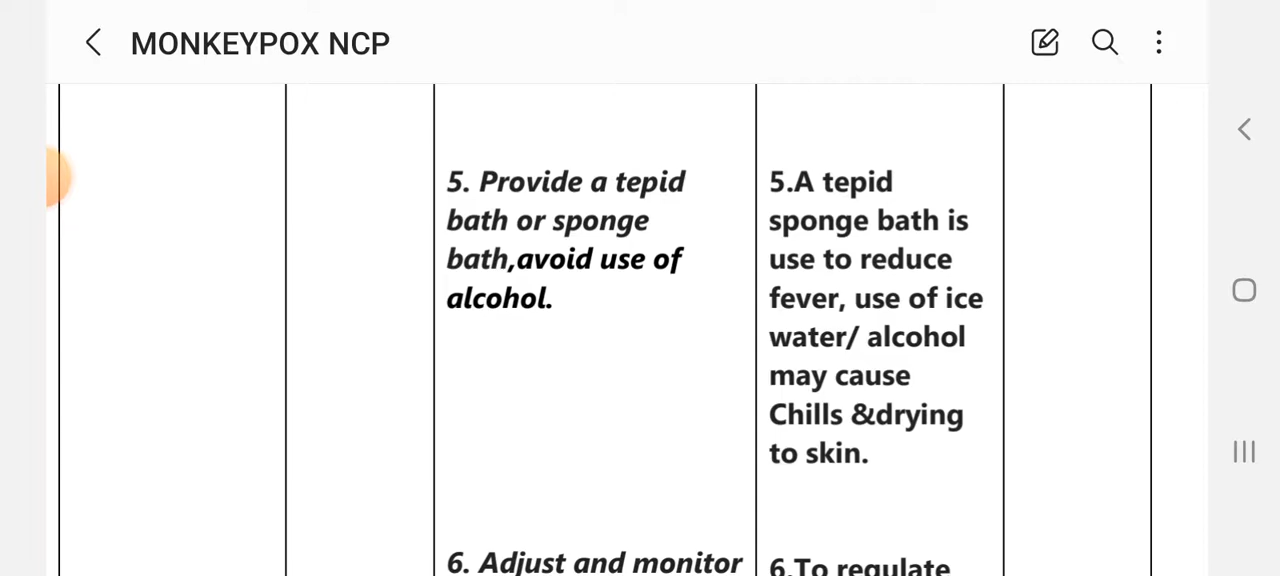 MONKEYPOX NCP
5. Provide a tepid
bath or sponge
bath,avoid use of
alcohol.
5.A tepid
sponge bath is
use to reduce
fever, use of ice
water/ alcohol
may cause
Chills &drying
to skin.
6. Adjust and monitor
6.To regulate